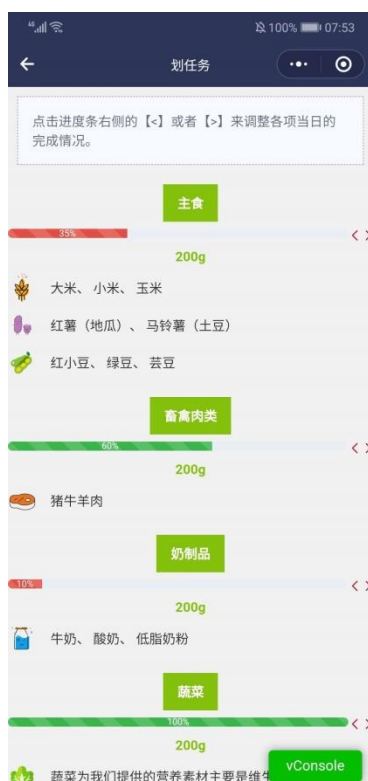 46 100% 07:53
划任务
点击进度条右侧的【<】或者【>】来调整各项当日的
完成情况。
主食
35%
< >
200g
大米、小米、玉米
红薯（地瓜）、马铃薯（土豆）
红小豆、绿豆、芸豆
畜禽肉类
60%
< >
200g
猪牛羊肉
奶制品
10%
< >
200g
牛奶、酸奶、低脂奶粉
蔬菜
100%
< >
200g
蔬菜为我们提供的营养素材主要是维生
vConsole